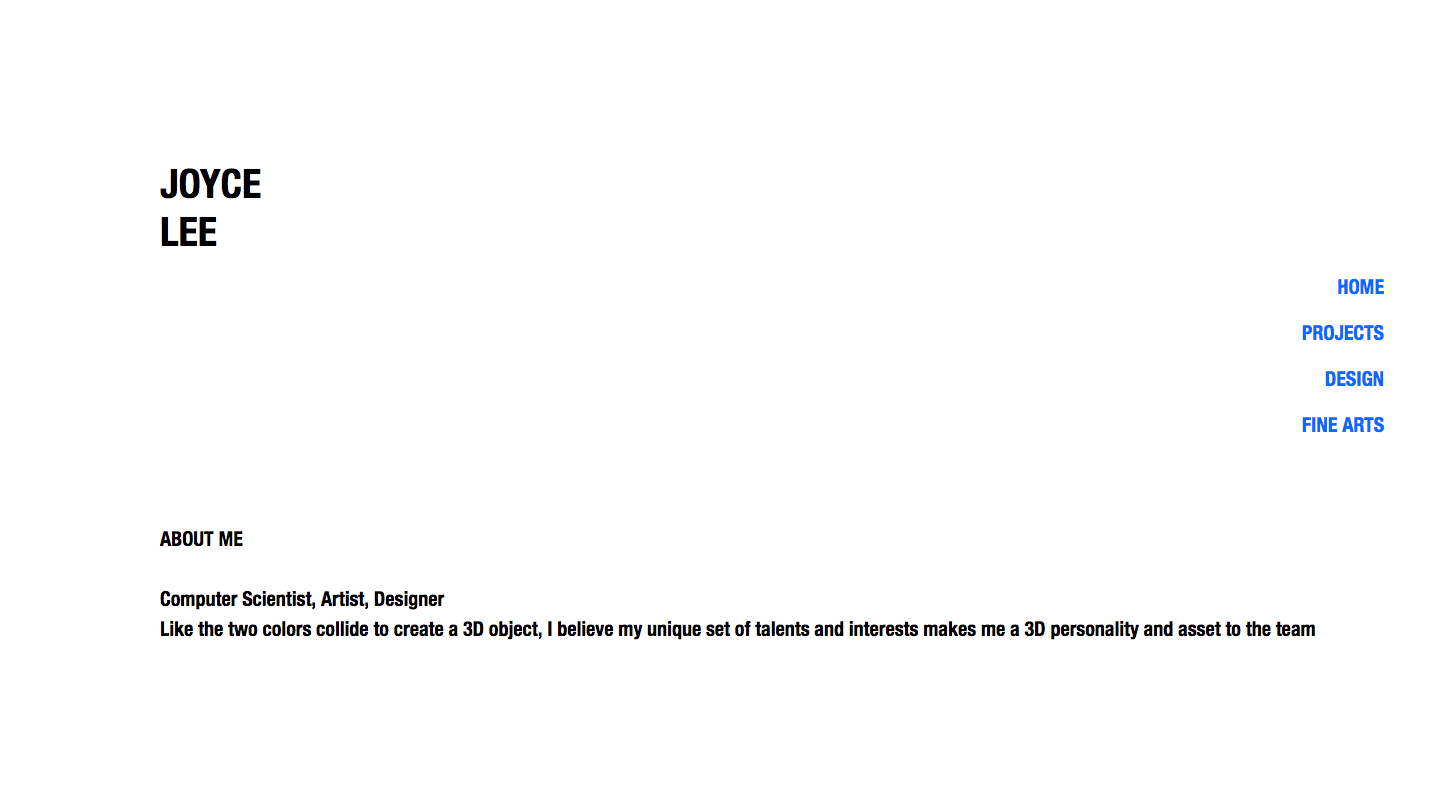 JOYCE
LEE
HOME
PROJECTS
DESIGN
FINE ARTS
ABOUT ME
Computer Scientist, Artist, Designer
Like the two colors collide to create a 3D object, I believe my unique set of talents and interests makes me a 3D personality and asset to the team